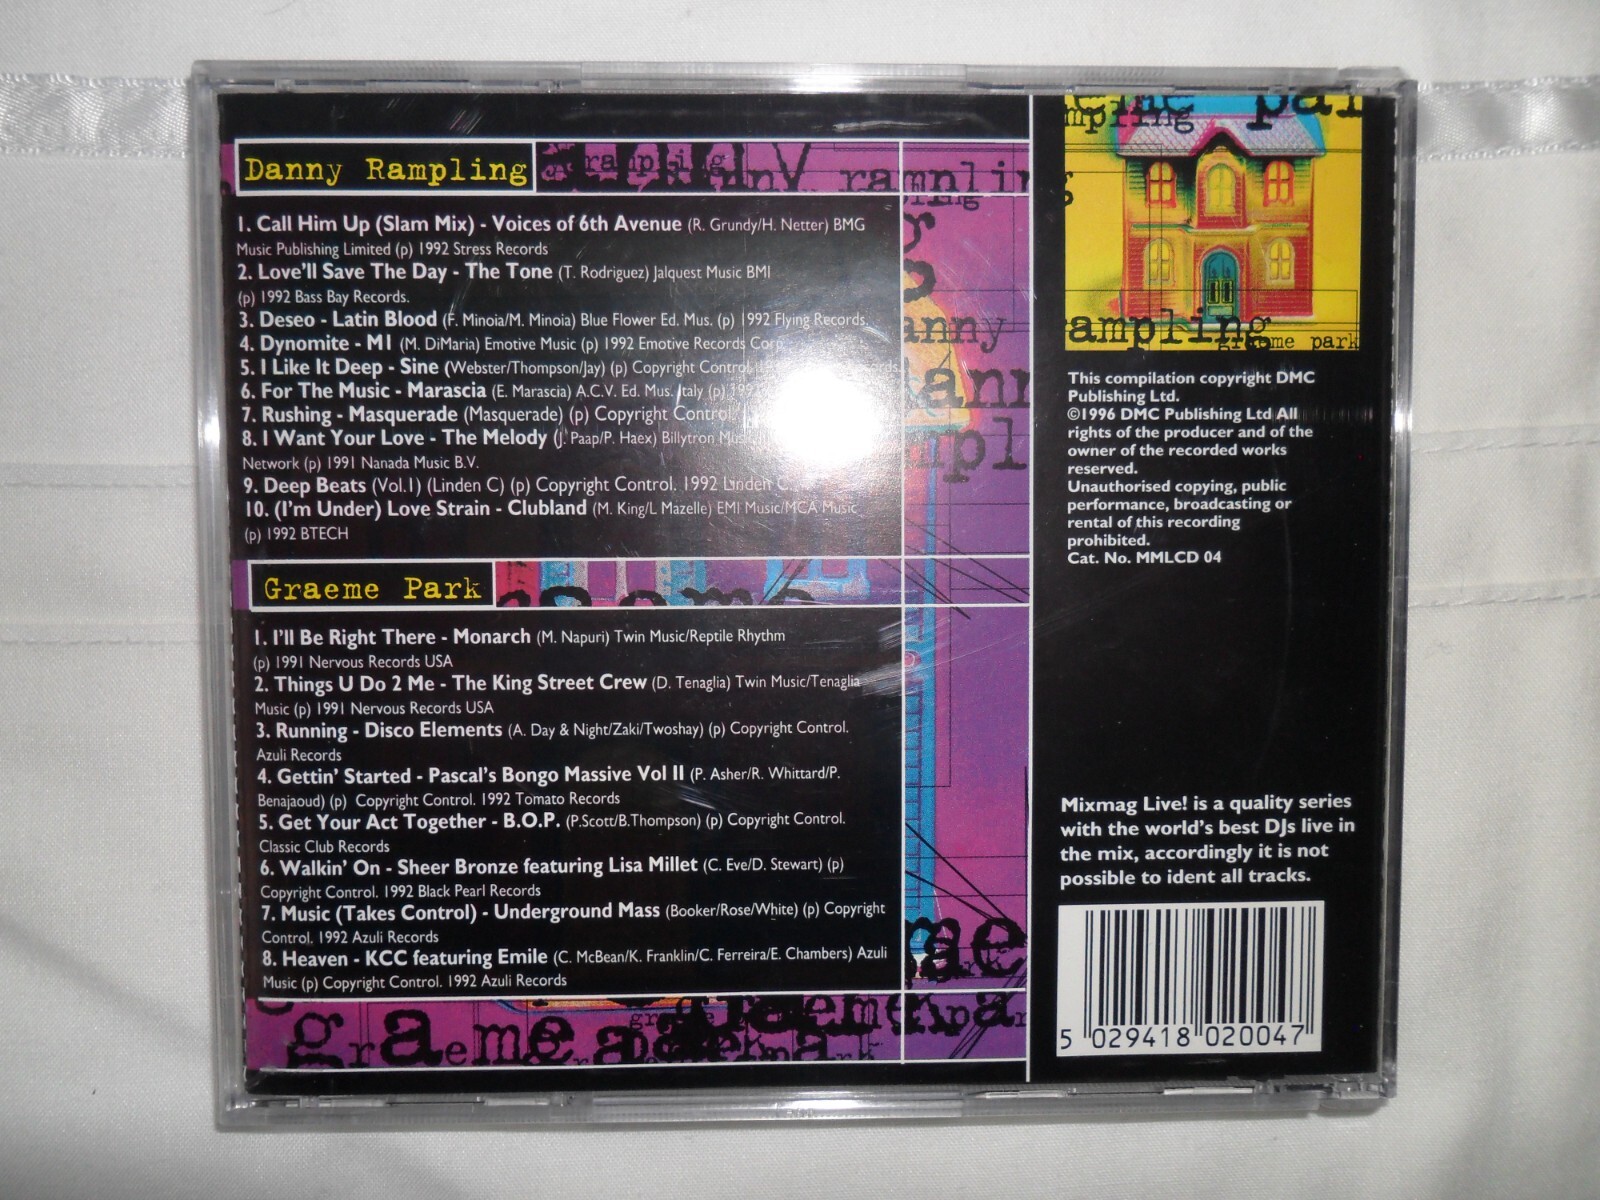 Danny Rampling
1. Call Him Up (Slam Mix) - Voices of 6th Avenue (R. Grundy/H. Netter) BMG
Music Publishing Limited (p) 1992 Stress Records
2. Love'll Save The Day - The Tone (T. Rodriguez) Jalquest Music BMI
(p) 1992 Bass Bay Records.
3. Deseo - Latin Blood (F. Minoia/M. Minoia) Blue Flower Ed. Mus. (p) 1992 Flying Records.
4. Dynomite - M1 (M. DiMaria) Emotive Music (p) 1992 Emotive Records Corp
5. I Like It Deep - Sine (Webster/Thompson/Jay) (p) Copyright Control.
6. For The Music - Marascia (E. Marascia) A.C.V. Ed. Mus. Italy (p)
7. Rushing - Masquerade (Masquerade) (p) Copyright Control.
8. I Want Your Love - The Melody (J. Paap/P. Haex) Billytron
Network (p) 1991 Nanada Music B.V.
9. Deep Beats (Vol.1) (Linden C) (p) Copyright Control. 1992 Linden C.
10. (I'm Under) Love Strain - Clubland (M. King/L Mazelle) EMI Music/MCA Music
(p) 1992 BTECH
Graeme Park
1. I'll Be Right There - Monarch (M. Napuri) Twin Music/Reptile Rhythm
(p) 1991 Nervous Records USA
2. Things U Do 2 Me - The King Street Crew (D. Tenaglia) Twin Music/Tenaglia
Music (p) 1991 Nervous Records USA
3. Running - Disco Elements (A. Day & Night/Zaki/Twoshay) (p) Copyright Control.
Azuli Records
4. Gettin' Started - Pascal's Bongo Massive Vol II (P. Asher/R. Whittard/P.
Benajaoud) (p) Copyright Control. 1992 Tomato Records
5. Get Your Act Together - B.O.P. (P.Scott/B.Thompson) (p) Copyright Control.
Classic Club Records
6. Walkin' On - Sheer Bronze featuring Lisa Millet (C. Eve/D. Stewart) (p)
Copyright Control. 1992 Black Pearl Records
7. Music (Takes Control) - Underground Mass (Booker/Rose/White) (p) Copyright
Control. 1992 Azuli Records
8. Heaven - KCC featuring Emile (C. McBean/K. Franklin/C. Ferreira/E. Chambers) Azuli
Music (p) Copyright Control. 1992 Azuli Records
graeme
rampling
graeme park
This compilation copyright DMC
Publishing Ltd.
©1996 DMC Publishing Ltd All
rights of the producer and of the
owner of the recorded works
reserved.
Unauthorised copying, public
performance, broadcasting or
rental of this recording
prohibited.
Cat. No. MMLCD 04
Mixmag Live! is a quality series
with the world's best DJs live in
the mix, accordingly it is not
possible to ident all tracks.
5 029418 020047